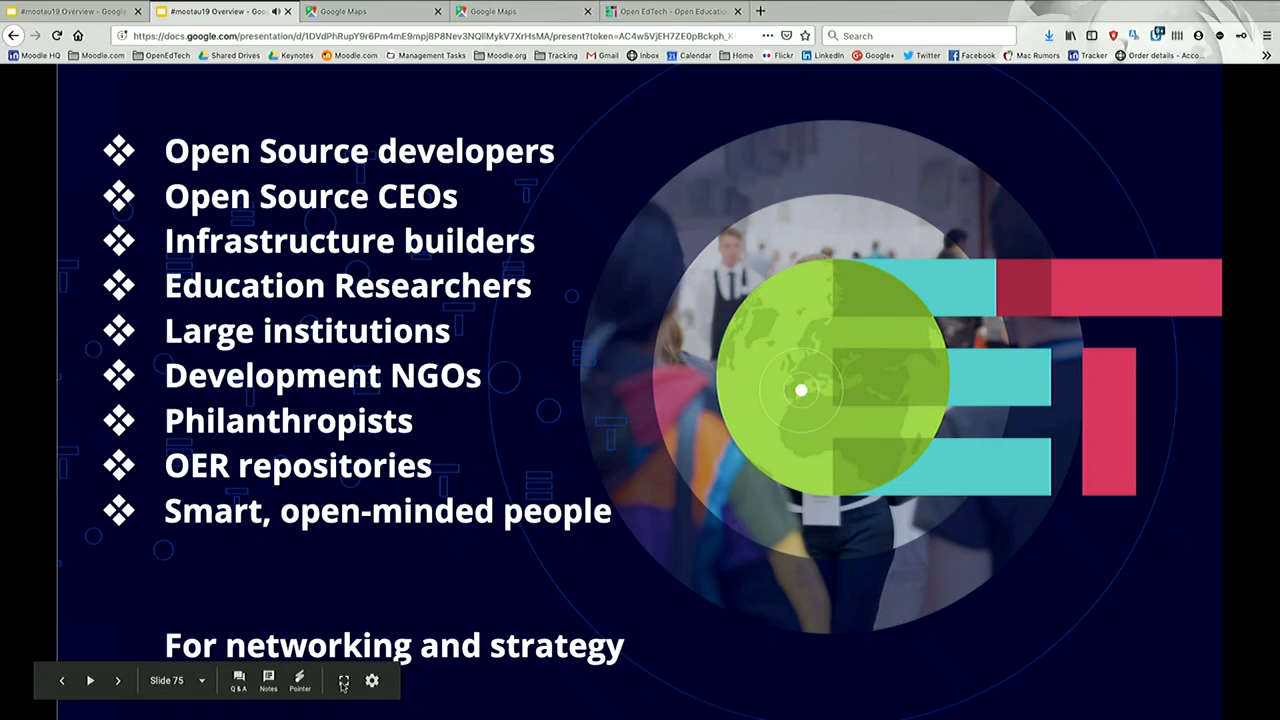 #mootau19 Overview - Google
#mootau19 Overview - Goo
Google Maps
Google Maps
Open EdTech - Open Education
https://docs.google.com/presentation/d/1DVdPhRupY9r6Pm4mE9mpj8P8Nev3NQIlMykV7XrHsMA/present?token=AC4w5VjEH7ZE0pBckph_K
Search
Moodle HQ
Moodle.com
OpenEdTech
Shared Drives
Keynotes
Moodle.com
Management Tasks
Moodle.org
Tracking
Gmail
Inbox
Calendar
Home
Flickr
LinkedIn
Google+
Twitter
Facebook
Mac Rumors
Tracker
Order details - Acco...
❖ Open Source developers
❖ Open Source CEOs
❖ Infrastructure builders
❖ Education Researchers
❖ Large institutions
❖ Development NGOs
❖ Philanthropists
❖ OER repositories
❖ Smart, open-minded people
For networking and strategy
Slide 75
Q & A
Notes
Pointer